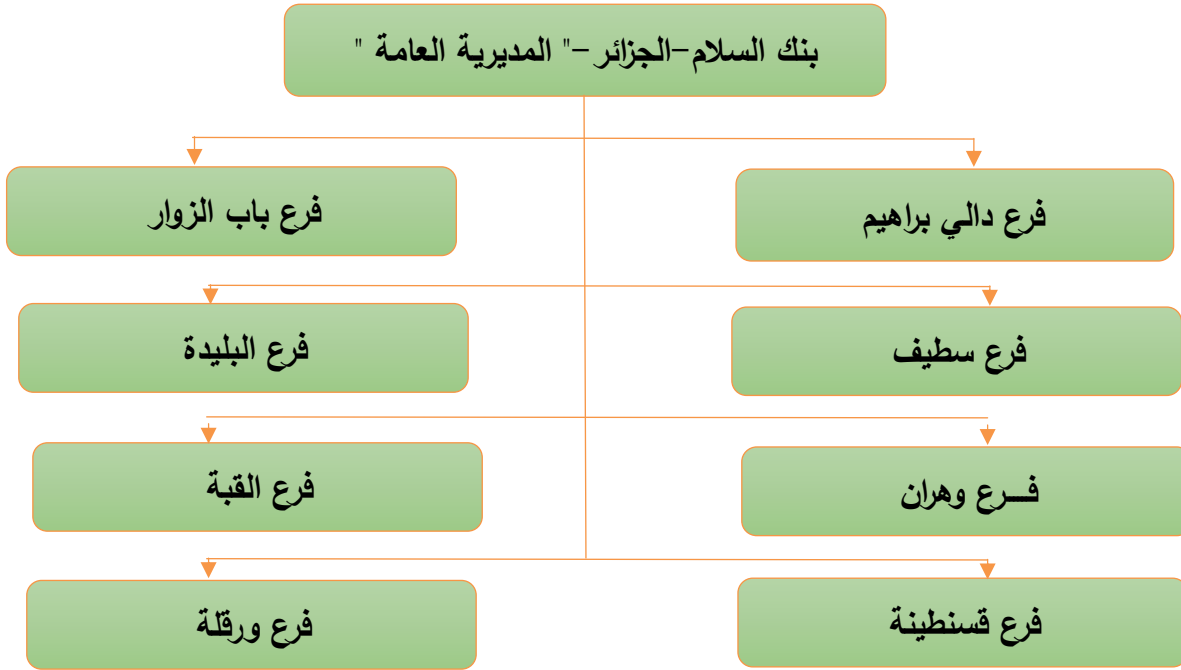 بنك السلام-الجزائر-" المديرية العامة "
فرع دالي براهيم
فرع باب الزوار
فرع سطيف
فرع البليدة
فـــرع وهران
فرع القبة
فرع قسنطينة
فرع ورقلة